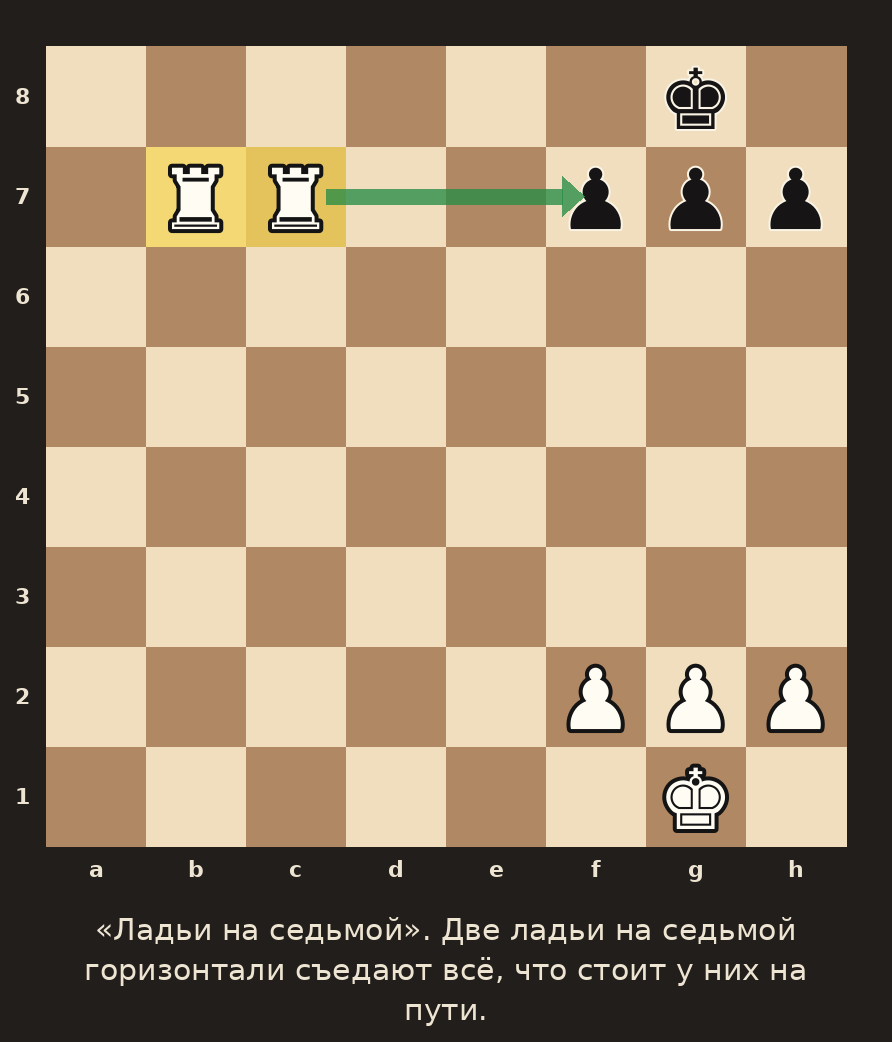 8
7
6
5
4
3
2
1
a b c d e f g h
«Ладьи на седьмой». Две ладьи на седьмой
горизонтали съедают всё, что стоит у них на
пути.